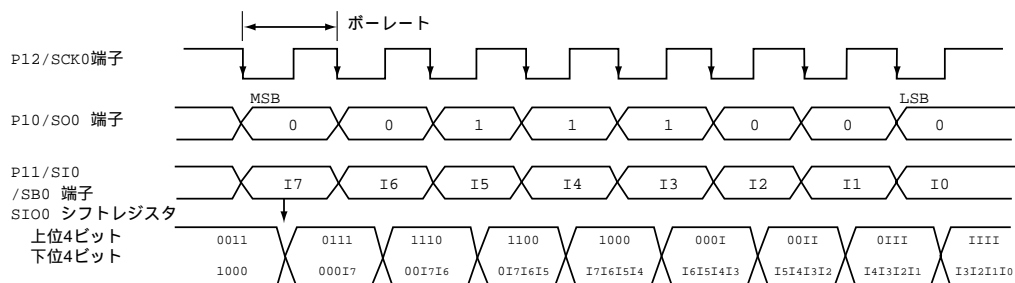 ボーレート
P12/SCK0端子
MSB
LSB
P10/SO0 端子
0 0 1 1 1 0 0 0
P11/SI0
/SB0 端子
I7 I6 I5 I4 I3 I2 I1 I0
SIO0 シフトレジスタ
上位4ビット
0011 0111 1110 1100 1000 000I 00II 0III IIII
下位4ビット
1000 000I7 00I7I6 0I7I6I5 I7I6I5I4 I6I5I4I3 I5I4I3I2 I4I3I2I1 I3I2I1I0